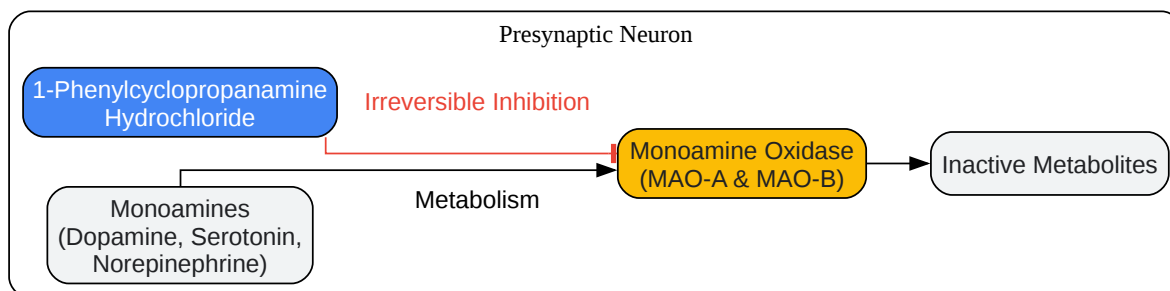 Presynaptic Neuron
1-Phenylcyclopropanamine
Hydrochloride
Irreversible Inhibition
Monoamine Oxidase
(MAO-A & MAO-B)
Inactive Metabolites
Metabolism
Monoamines
(Dopamine, Serotonin,
Norepinephrine)